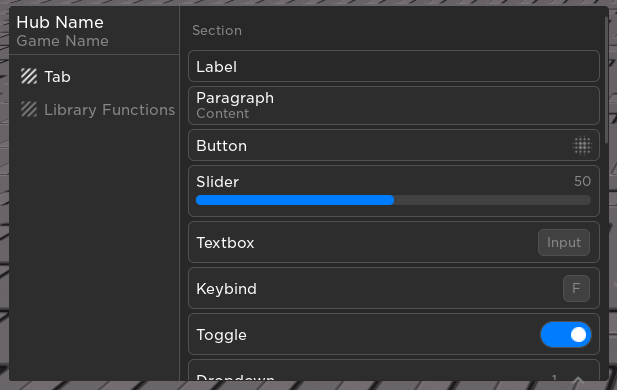 Hub Name
Game Name
Tab
Library Functions
Section
Label
Paragraph
Content
Button
Slider 50
Textbox Input
Keybind F
Toggle
Dropdown 1